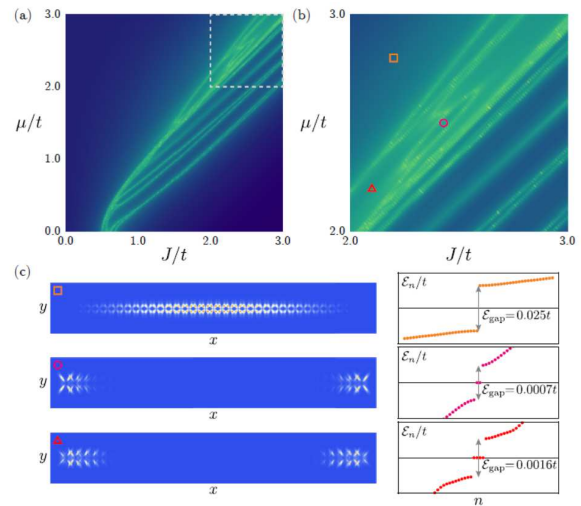 (a)
3.0
2.0
μ/t
1.0
0.0
0.0
1.0
J/t
2.0
3.0
(b)
3.0
μ/t
2.0
2.0
J/t
3.0
(c)
y
x
y
x
y
x
ℰn/t
ℰgap=0.025t
ℰn/t
ℰgap=0.0007t
ℰn/t
ℰgap=0.0016t
n